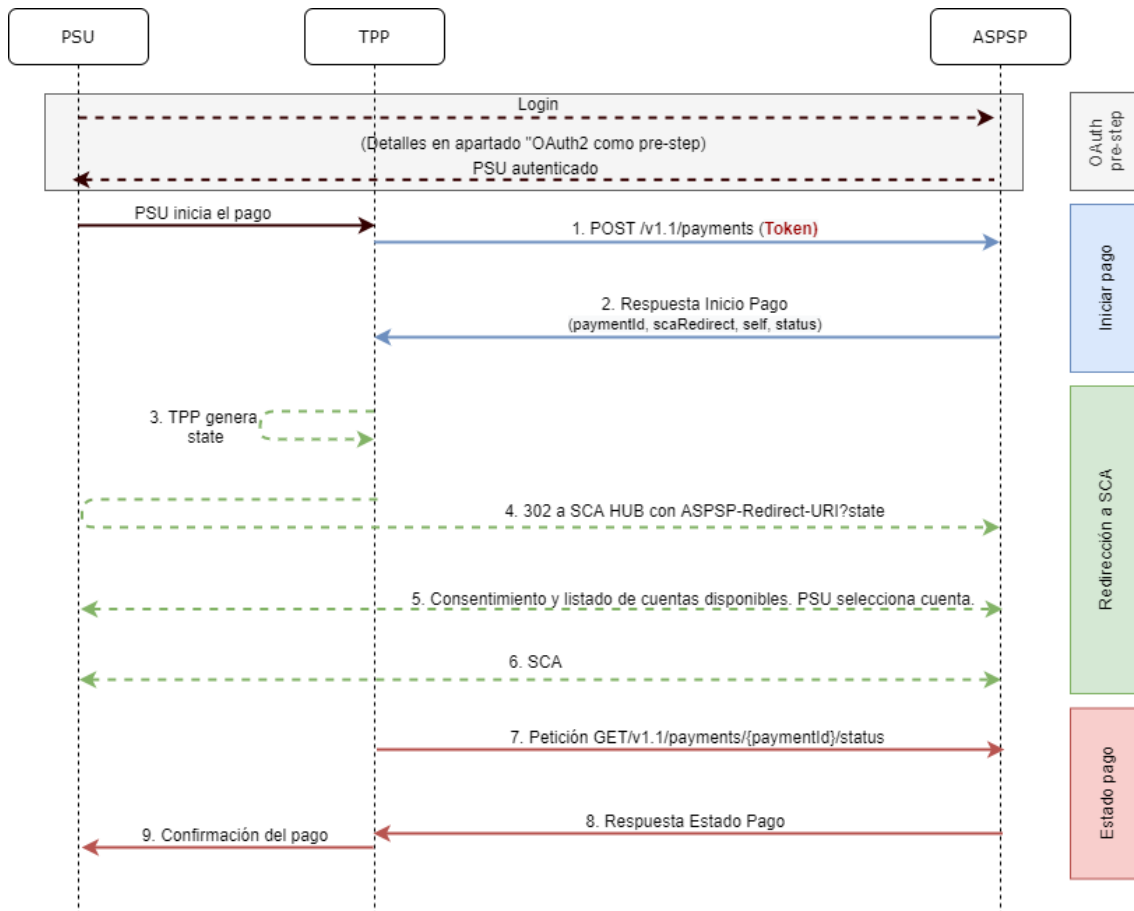 PSU
TPP
ASPSP
Login
(Detalles en apartado "OAuth2 como pre-step)
PSU autenticado
OAuth
pre-step
PSU inicia el pago
1. POST /v1.1/payments (Token)
2. Respuesta Inicio Pago
(paymentId, scaRedirect, self, status)
Iniciar pago
3. TPP genera
state
4. 302 a SCA HUB con ASPSP-Redirect-URI?state
5. Consentimiento y listado de cuentas disponibles. PSU selecciona cuenta.
6. SCA
Redirección a SCA
7. Petición GET/v1.1/payments/{paymentId}/status
8. Respuesta Estado Pago
9. Confirmación del pago
Estado pago